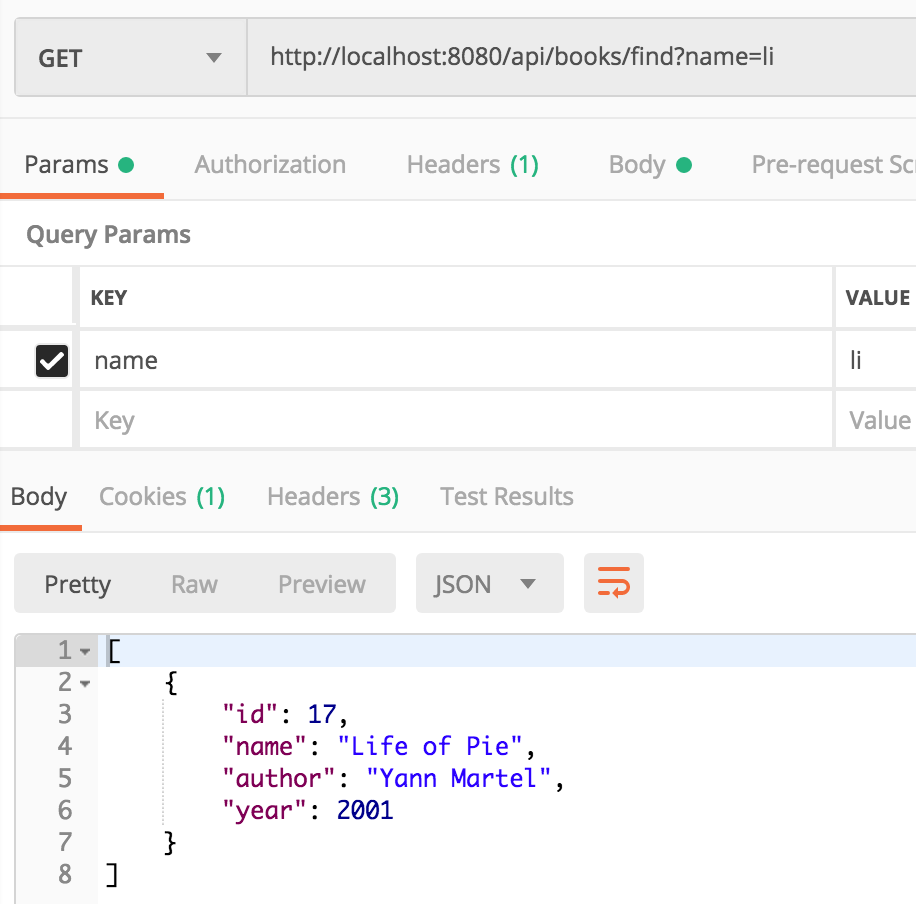 GET http://localhost:8080/api/books/find?name=li
Params Authorization Headers (1) Body Pre-request Sc
Query Params
KEY VALUE
name li
Key Value
Body Cookies (1) Headers (3) Test Results
Pretty Raw Preview JSON
1 [
2 {
3 "id": 17,
4 "name": "Life of Pie",
5 "author": "Yann Martel",
6 "year": 2001
7 }
8 ]